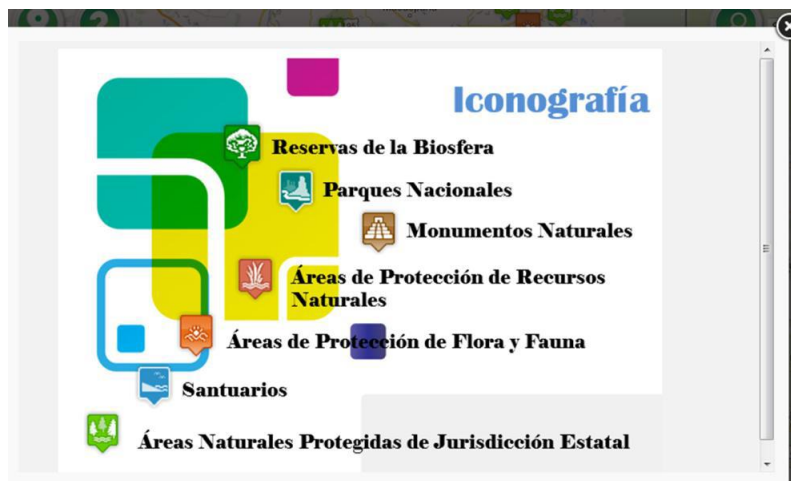 Iconografía
Reservas de la Biosfera
Parques Nacionales
Monumentos Naturales
Áreas de Protección de Recursos
Naturales
Áreas de Protección de Flora y Fauna
Santuarios
Áreas Naturales Protegidas de Jurisdicción Estatal